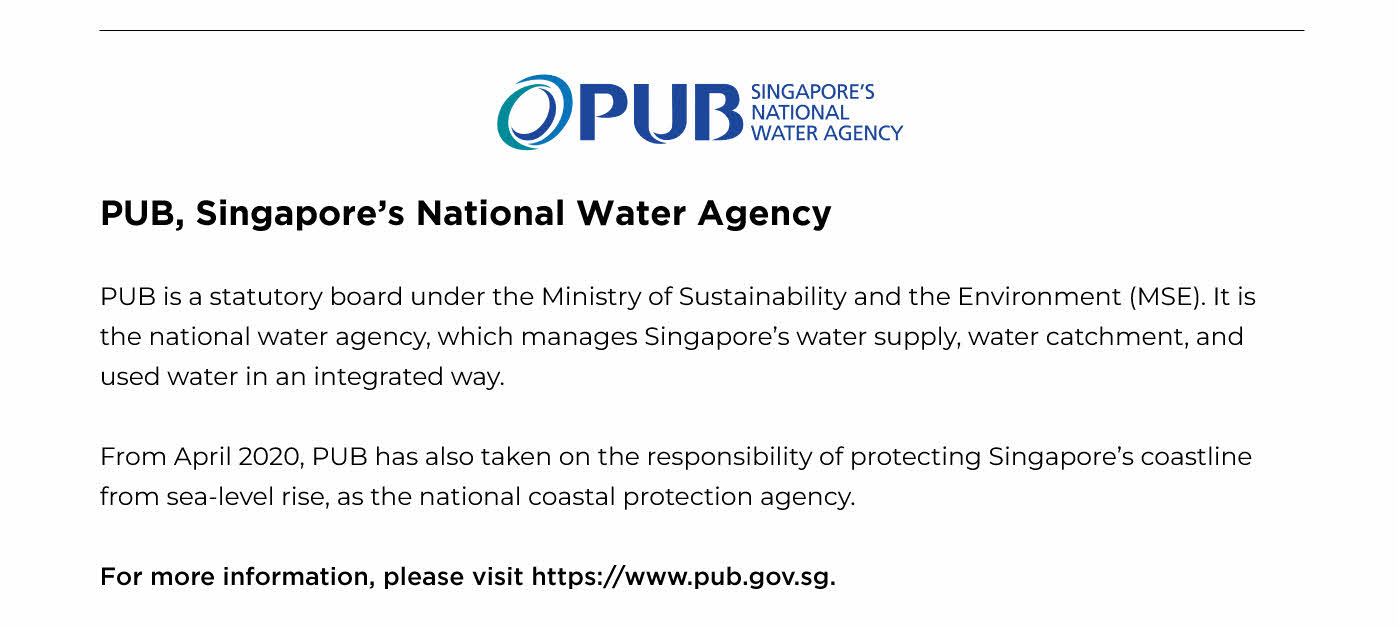 PUB
SINGAPORE'S
NATIONAL
WATER AGENCY
PUB, Singapore’s National Water Agency
PUB is a statutory board under the Ministry of Sustainability and the Environment (MSE). It is
the national water agency, which manages Singapore’s water supply, water catchment, and
used water in an integrated way.
From April 2020, PUB has also taken on the responsibility of protecting Singapore’s coastline
from sea-level rise, as the national coastal protection agency.
For more information, please visit https://www.pub.gov.sg.